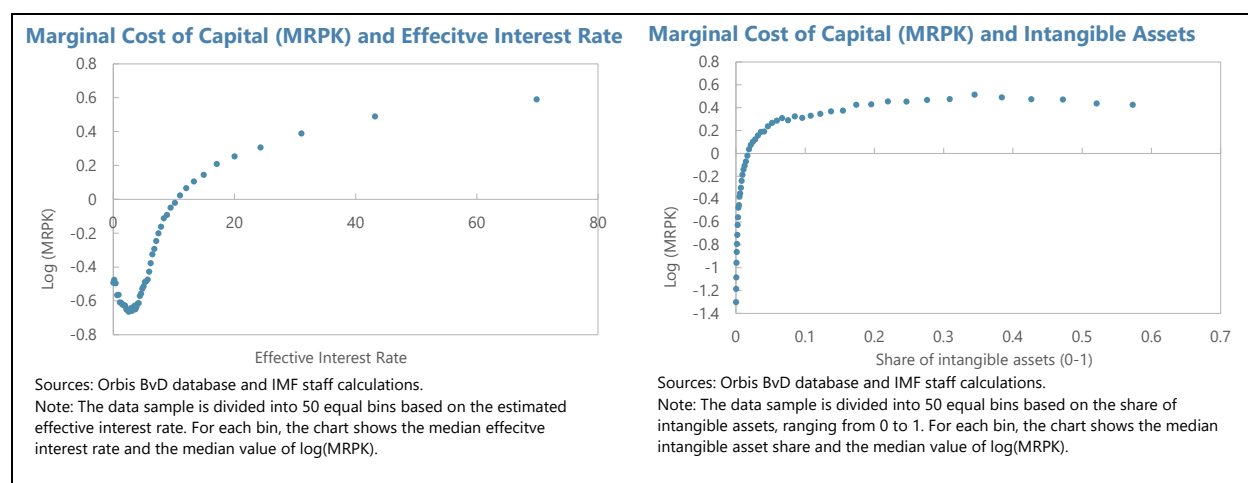 Marginal Cost of Capital (MRPK) and Effecitve Interest Rate
0.8
0.6
0.4
0.2
0
-0.2
-0.4
-0.6
-0.8
0
20
40
60
80
Log (MRPK)
Effective Interest Rate
Sources: Orbis BvD database and IMF staff calculations.
Note: The data sample is divided into 50 equal bins based on the estimated
effective interest rate. For each bin, the chart shows the median effecitve
interest rate and the median value of log(MRPK).
Marginal Cost of Capital (MRPK) and Intangible Assets
0.8
0.6
0.4
0.2
0
-0.2
-0.4
-0.6
-0.8
-1
-1.2
-1.4
0
0.1
0.2
0.3
0.4
0.5
0.6
0.7
Log (MRPK)
Share of intangible assets (0-1)
Sources: Orbis BvD database and IMF staff calculations.
Note: The data sample is divided into 50 equal bins based on the share of
intangible assets, ranging from 0 to 1. For each bin, the chart shows the median
intangible asset share and the median value of log(MRPK).